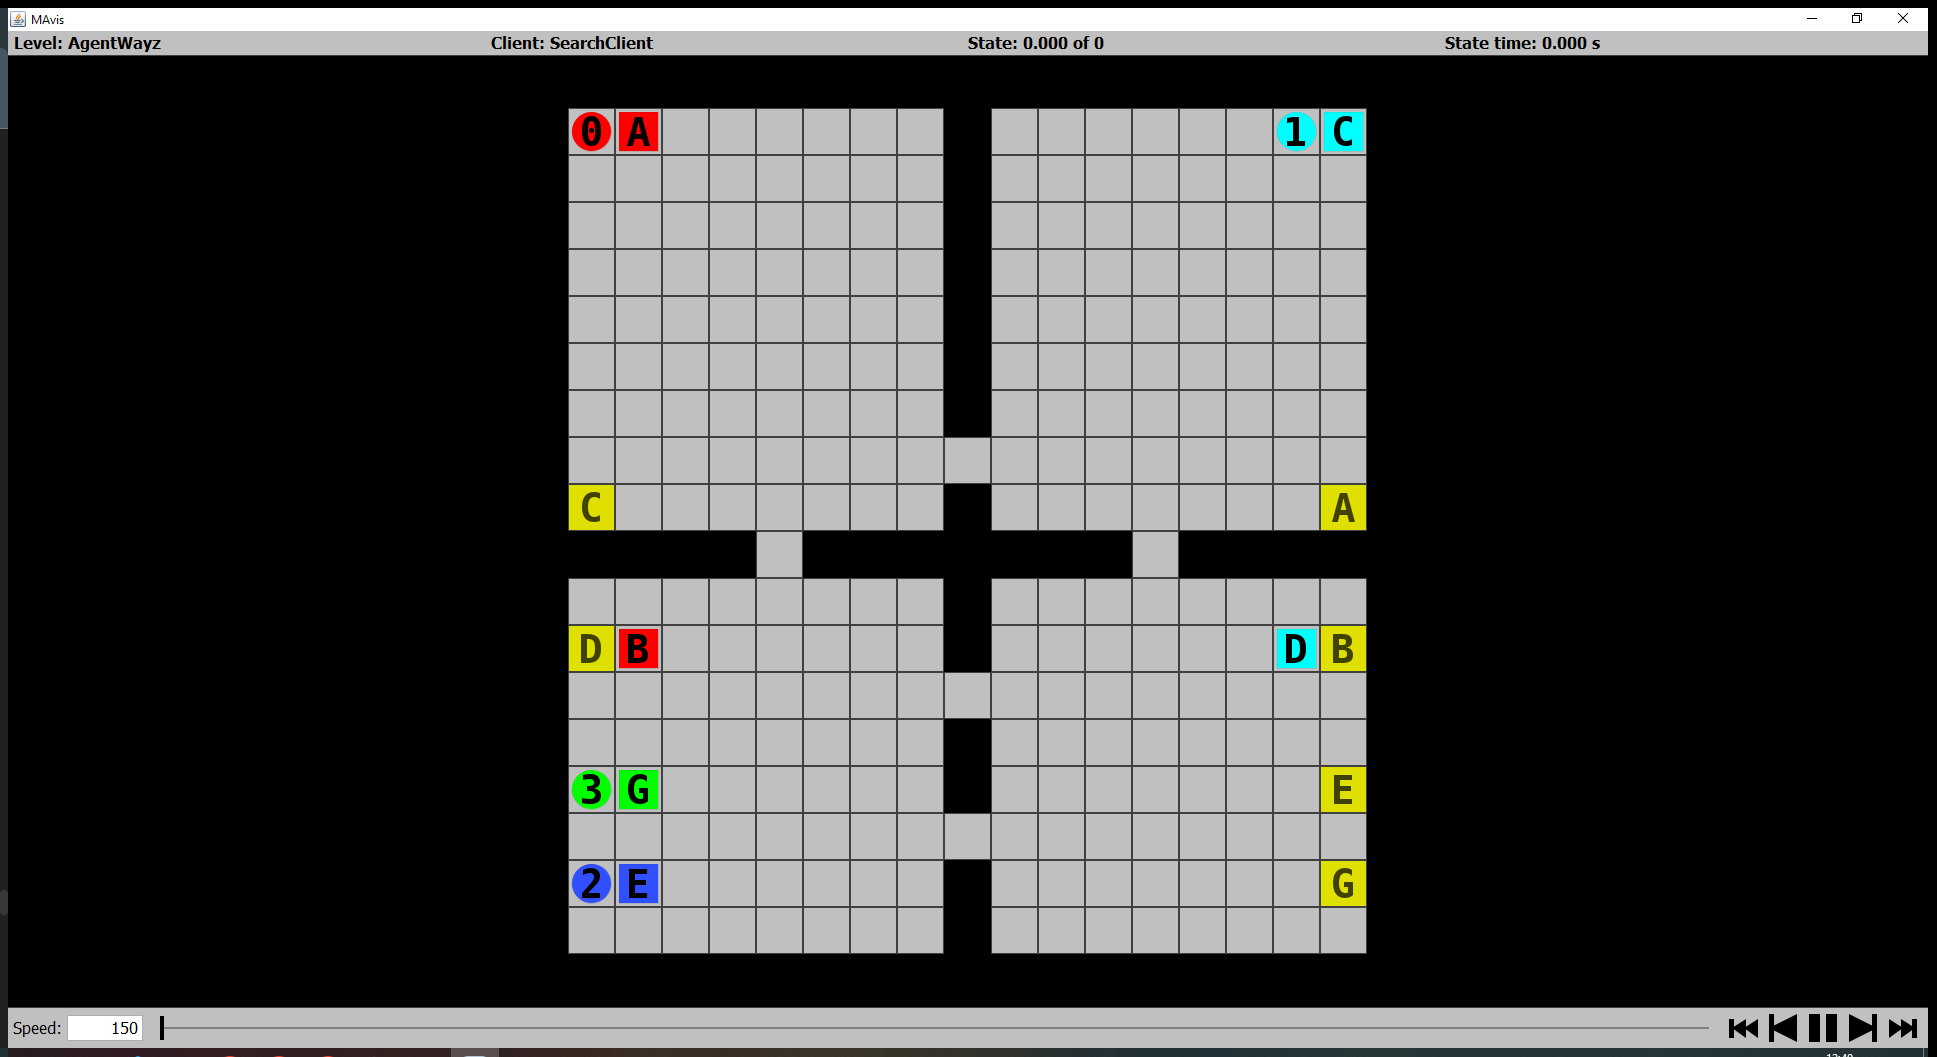 MAvis
Level: AgentWayz Client: SearchClient State: 0.000 of 0 State time: 0.000 s
0 A 1 C
C A
D B D B
3 G E
2 E G
Speed: 150